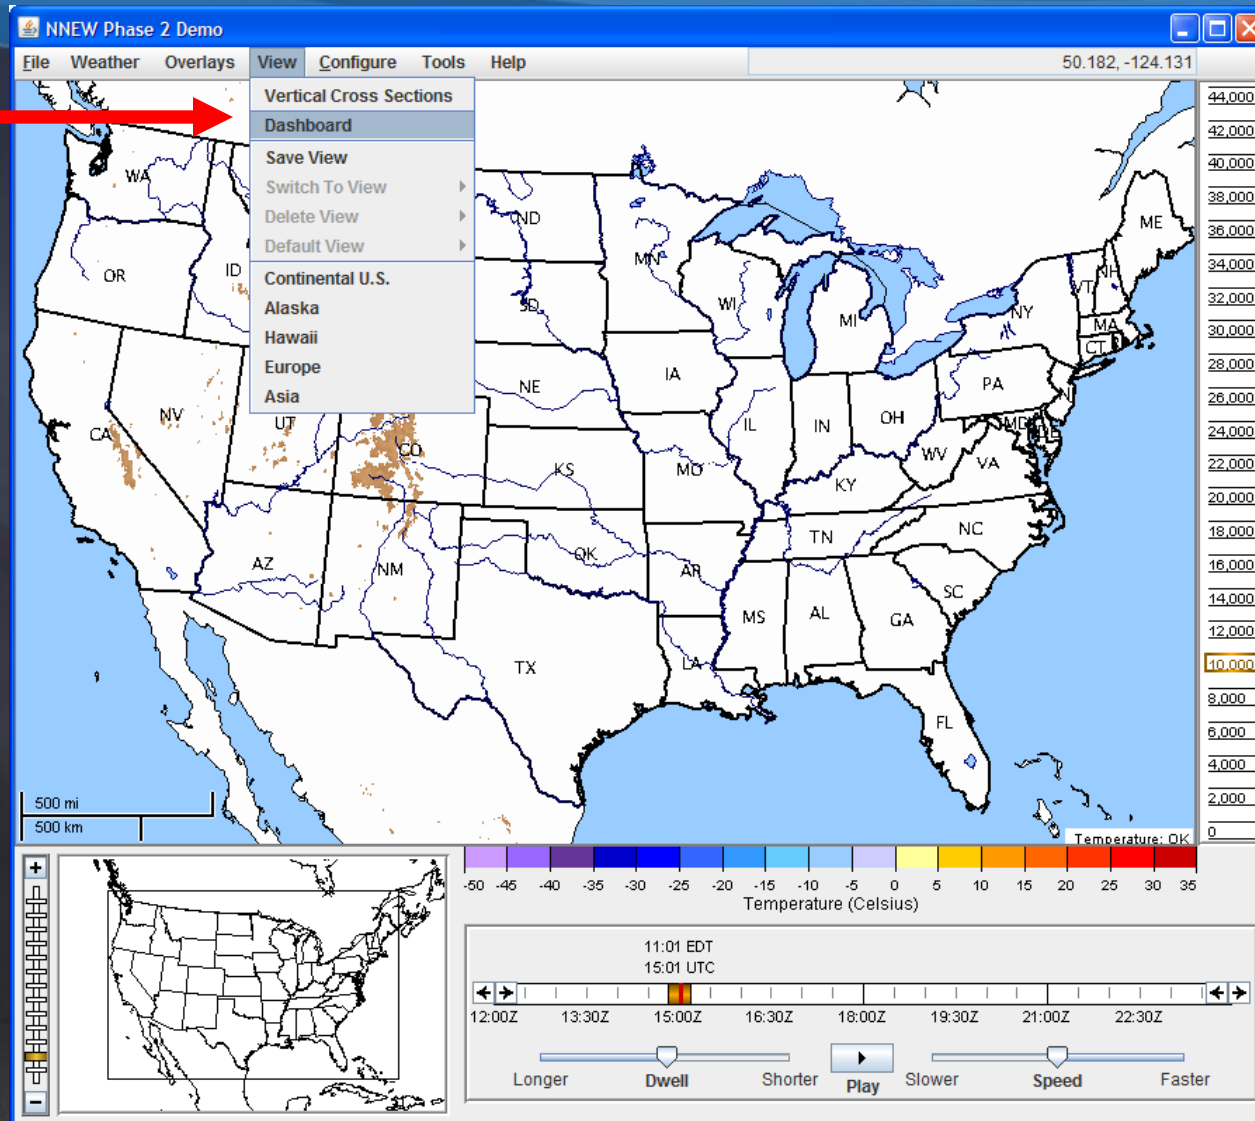 NNEW Phase 2 Demo
File Weather Overlays View Configure Tools Help 50.182, -124.131
Vertical Cross Sections
Dashboard
Save View
Switch To View
Delete View
Default View
Continental U.S.
Alaska
Hawaii
Europe
Asia
WA
OR
ID
ND
SD
MN
WI
MI
ME
NH
VT
NY
MA
CT
NV
CA
UT
CO
NE
IA
IL
IN
OH
PA
MD
DE
WV
VA
KS
MO
KY
AZ
NM
OK
AR
TN
NC
SC
MS
AL
GA
TX
LA
FL
44,000
42,000
40,000
38,000
36,000
34,000
32,000
30,000
28,000
26,000
24,000
22,000
20,000
18,000
16,000
14,000
12,000
10,000
8,000
6,000
4,000
2,000
0
500 mi
500 km
Temperature: OK
-50 -45 -40 -35 -30 -25 -20 -15 -10 -5 0 5 10 15 20 25 30 35
Temperature (Celsius)
11:01 EDT
15:01 UTC
12:00Z 13:30Z 15:00Z 16:30Z 18:00Z 19:30Z 21:00Z 22:30Z
Longer Dwell Shorter Play Slower Speed Faster